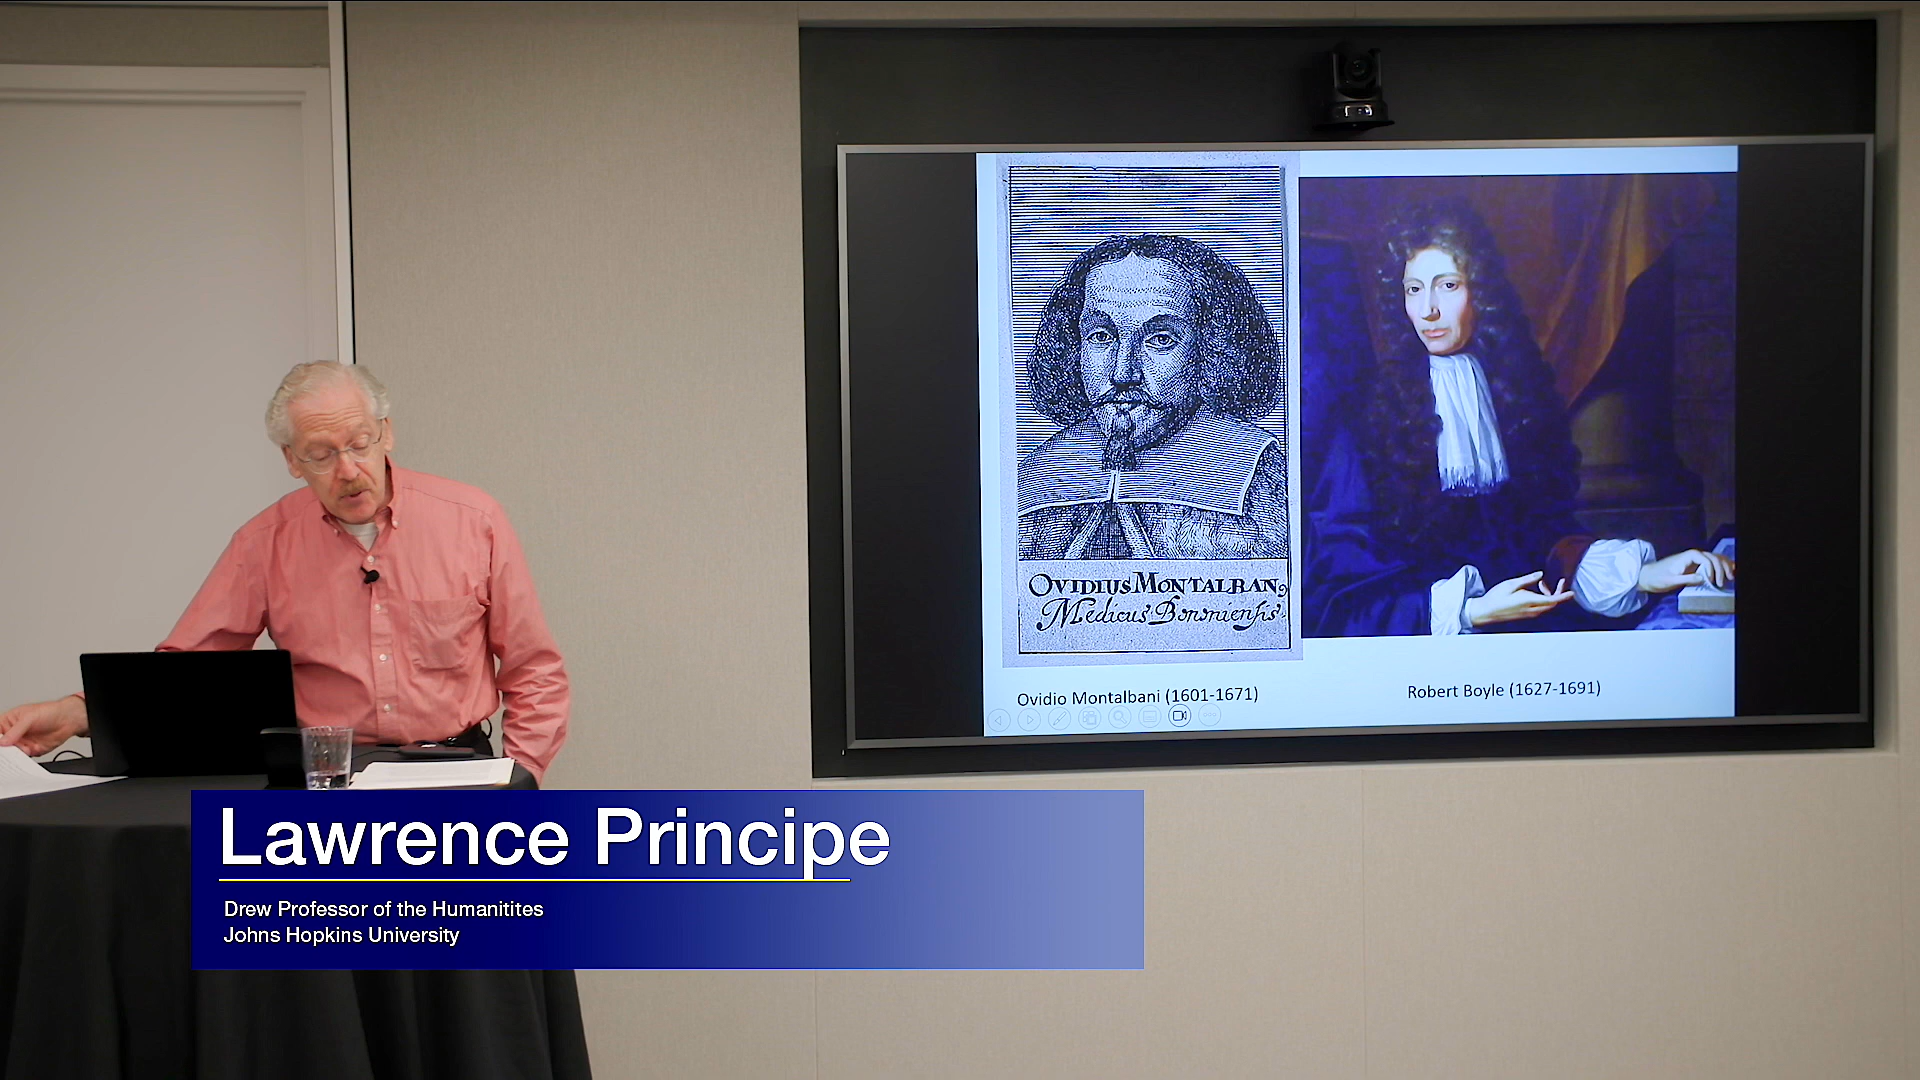 OVIDIUS MONTALBAN9
Medicus Bononiensis
Ovidio Montalbani (1601-1671)
Robert Boyle (1627-1691)
Lawrence Principe
Drew Professor of the Humanitites
Johns Hopkins University